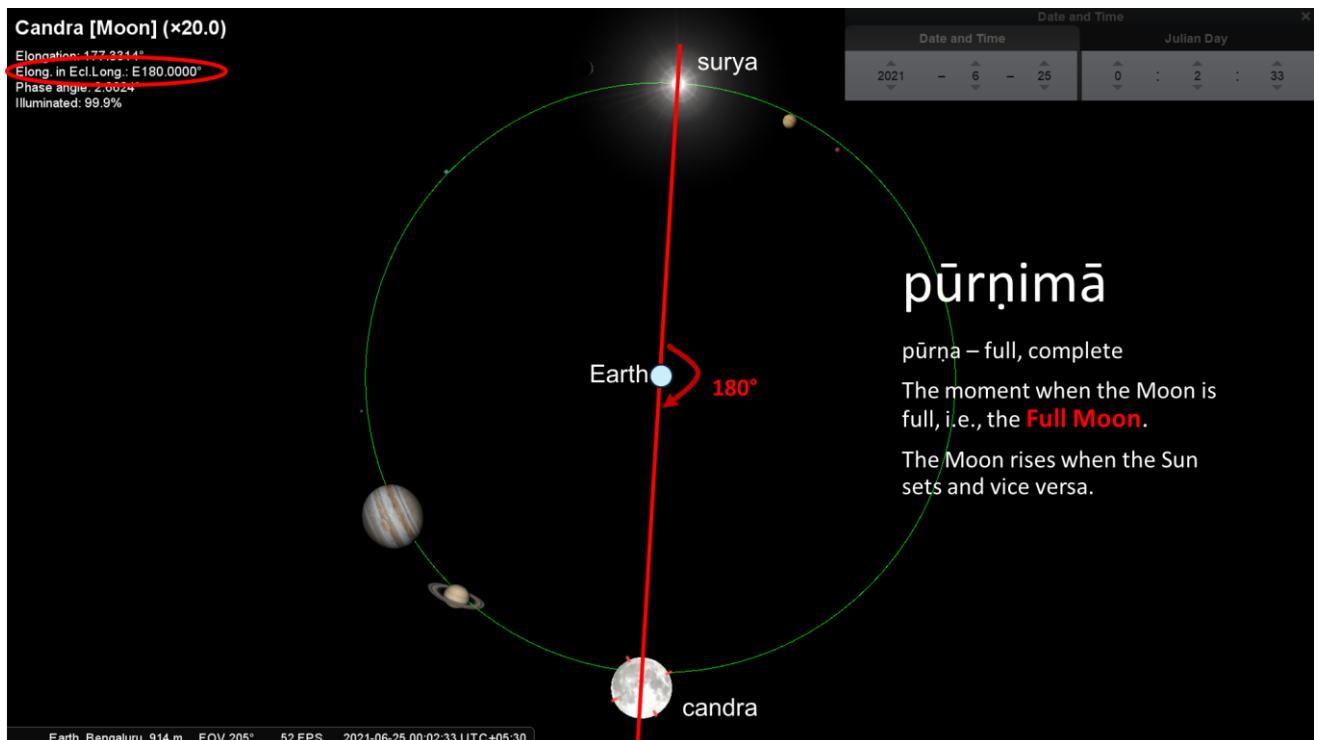 Candra [Moon] (×20.0)
Elongation: 177.3314°
Elong. in Ecl.Long.: E180.0000°
Phase angle: 2.6624°
Illuminated: 99.9%
Date and Time
×
Date and Time Julian Day
2021 – 6 – 25 0 : 2 : 33
surya
pūrṇimā
pūrṇa – full, complete
Earth
180°
The moment when the Moon is
full, i.e., the Full Moon.
The Moon rises when the Sun
sets and vice versa.
candra
Earth, Bengaluru, 914 m FOV 205° 52 FPS 2021-06-25 00:02:33 UTC+05:30